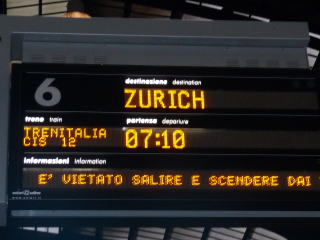 6
destinazione destination
ZURICH
treno train
partenza departure
TRENITALIA
CIS 12
07:10
informazioni information
E' VIETATO SALIRE E SCENDERE DAI